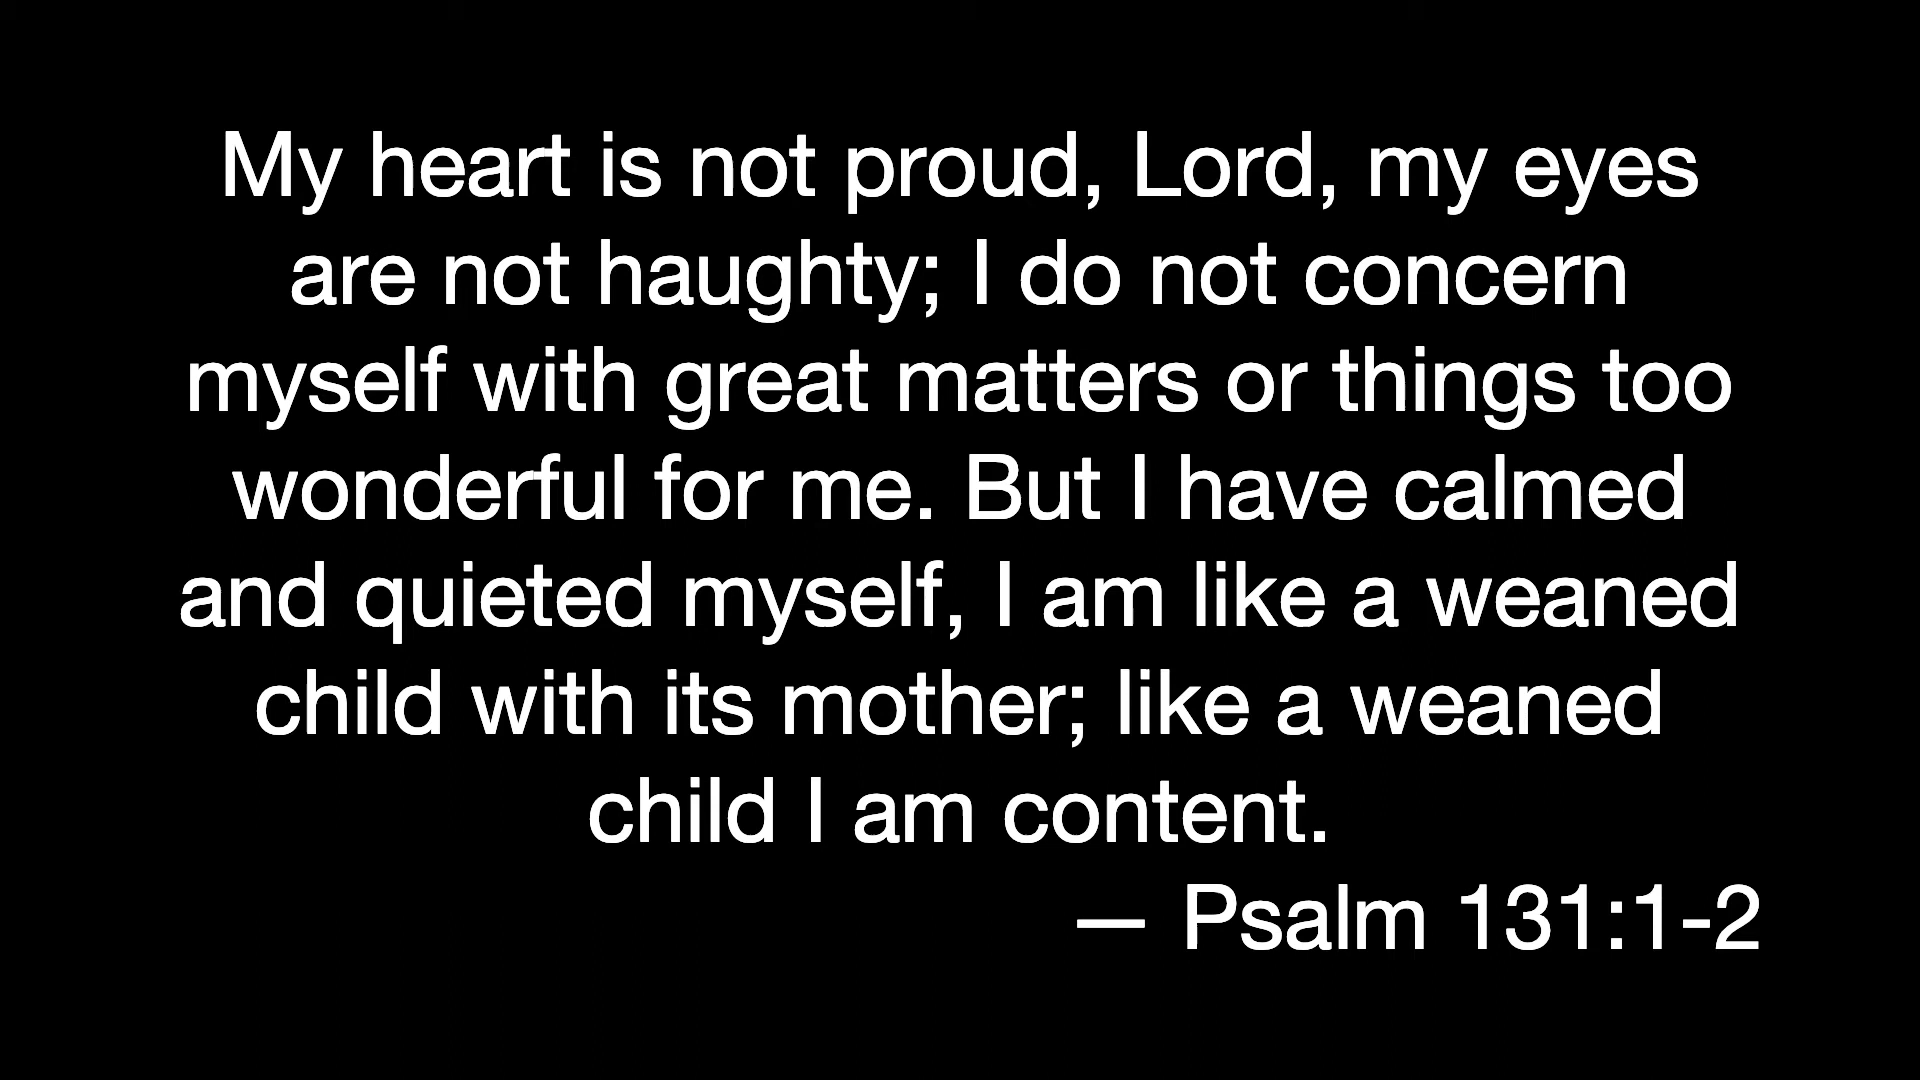 My heart is not proud, Lord, my eyes
are not haughty; I do not concern
myself with great matters or things too
wonderful for me. But I have calmed
and quieted myself, I am like a weaned
child with its mother; like a weaned
child I am content.
— Psalm 131:1-2